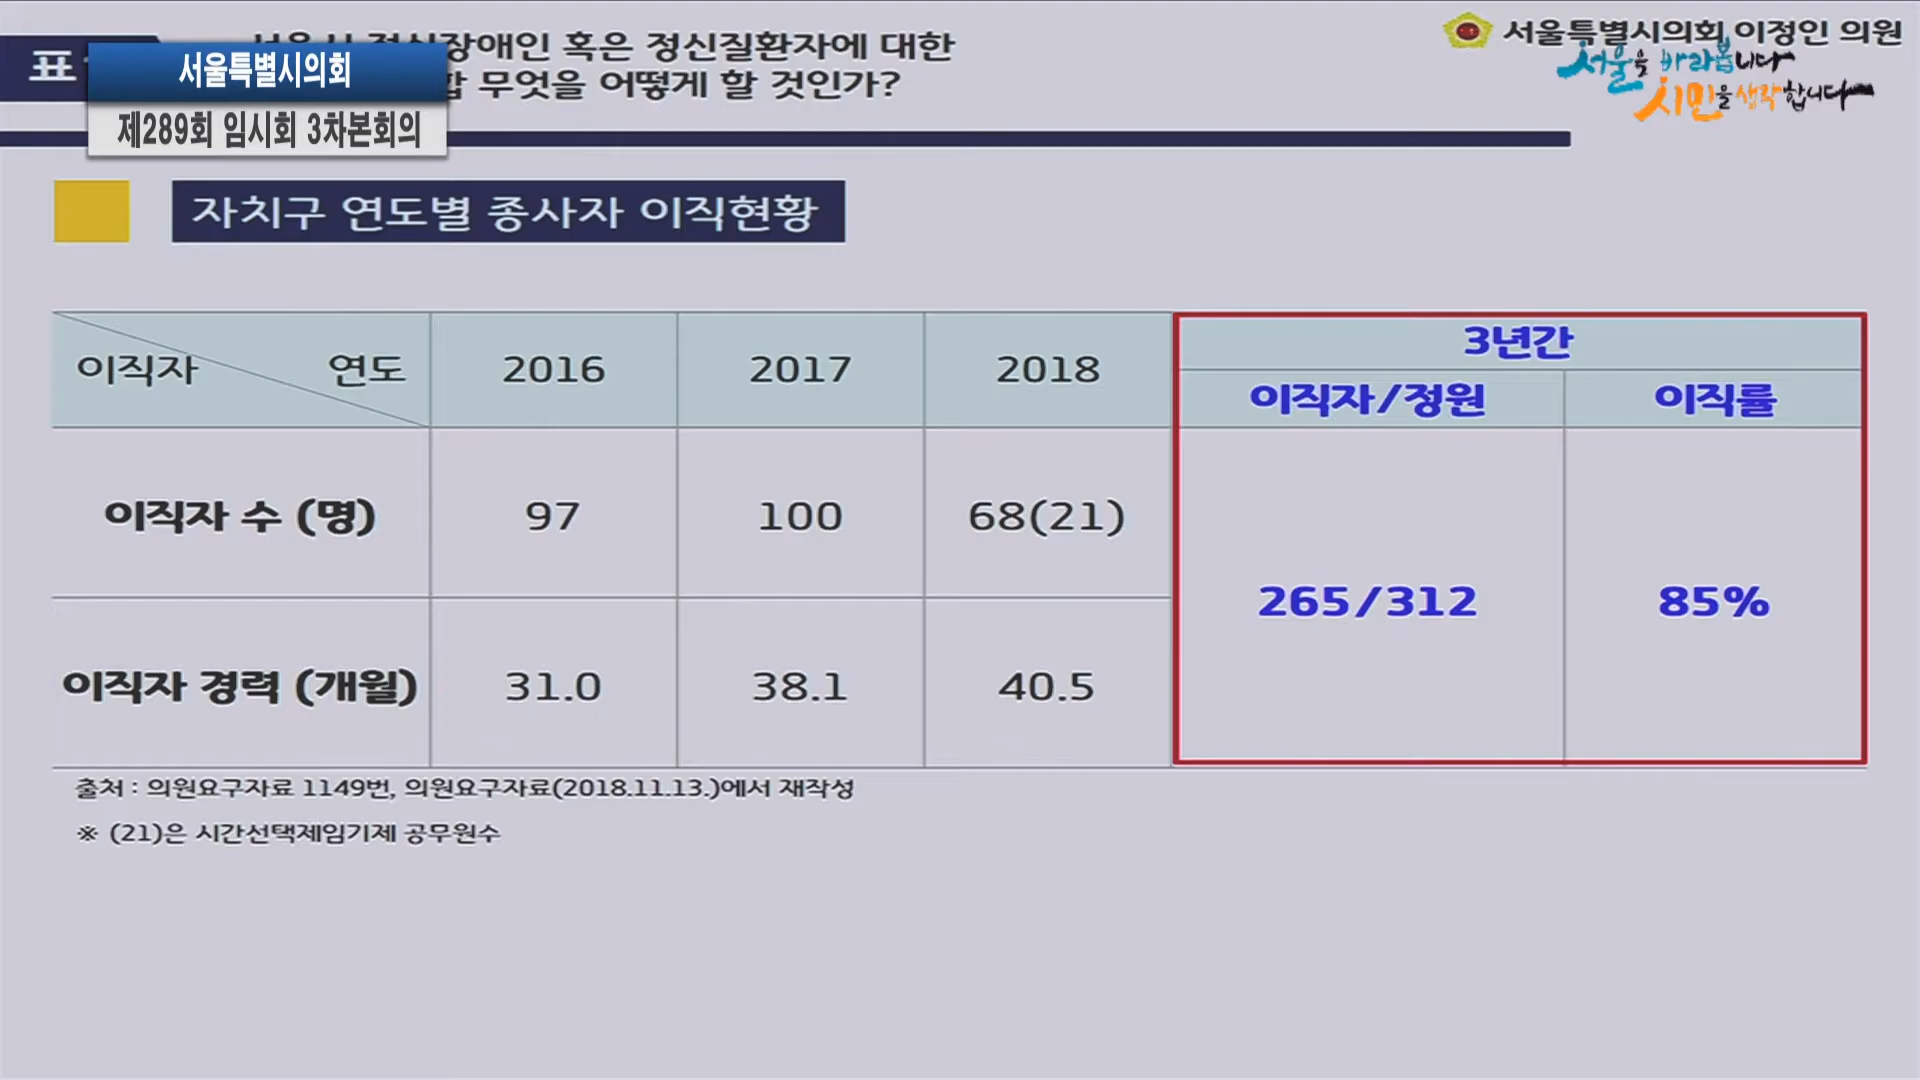 서울특별시의회
제289회 임시회 3차본회의
표
장애인 혹은 정신질환자에 대한
무엇을 어떻게 할 것인가?
서울특별시의회 이정인 의원
서울을 바라봅니다
시민을 생각합니다
자치구 연도별 종사자 이직현황
이직자 연도 2016 2017 2018 3년간
이직자/정원 이직률
이직자 수 (명) 97 100 68(21)
265/312 85%
이직자 경력 (개월) 31.0 38.1 40.5
출처 : 의원요구자료 1149번, 의원요구자료(2018.11.13.)에서 재작성
※ (21)은 시간선택제임기제 공무원수